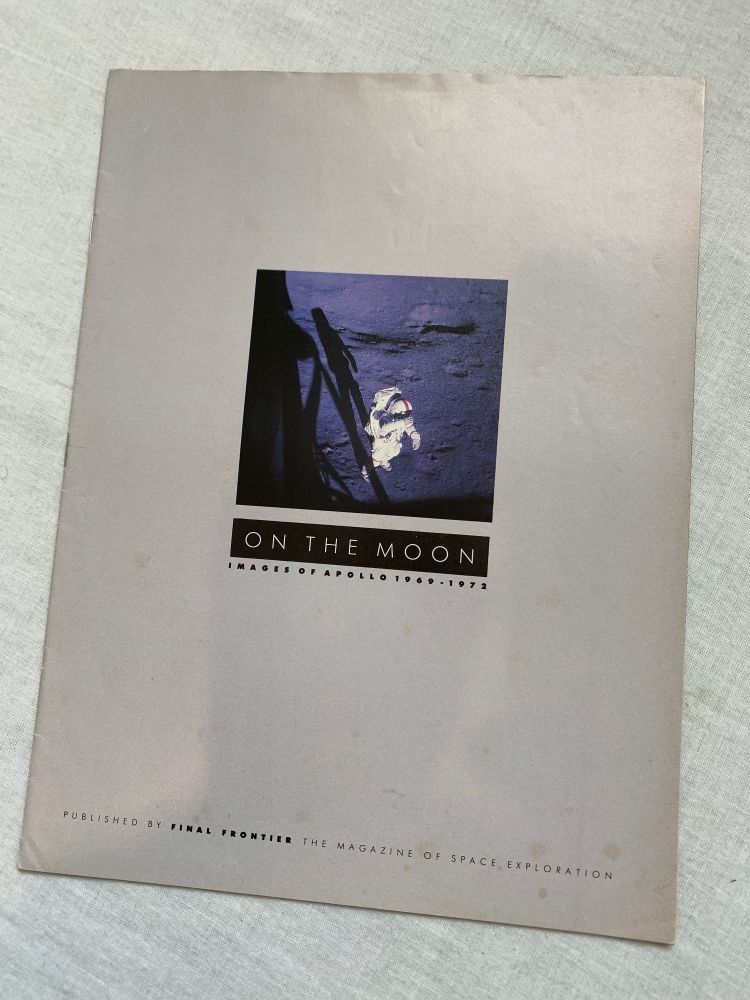 ON THE MOON
IMAGES OF APOLLO 1969-1972
PUBLISHED BY FINAL FRONTIER THE MAGAZINE OF SPACE EXPLORATION